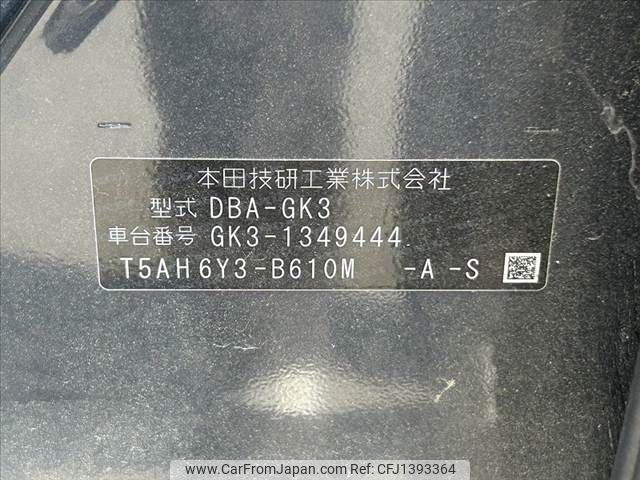 本田技研工業株式会社
型式 DBA-GK3
車台番号 GK3-1349444
T5AH6Y3-B610M -A -S
www.CarFromJapan.com | CFJ1393364